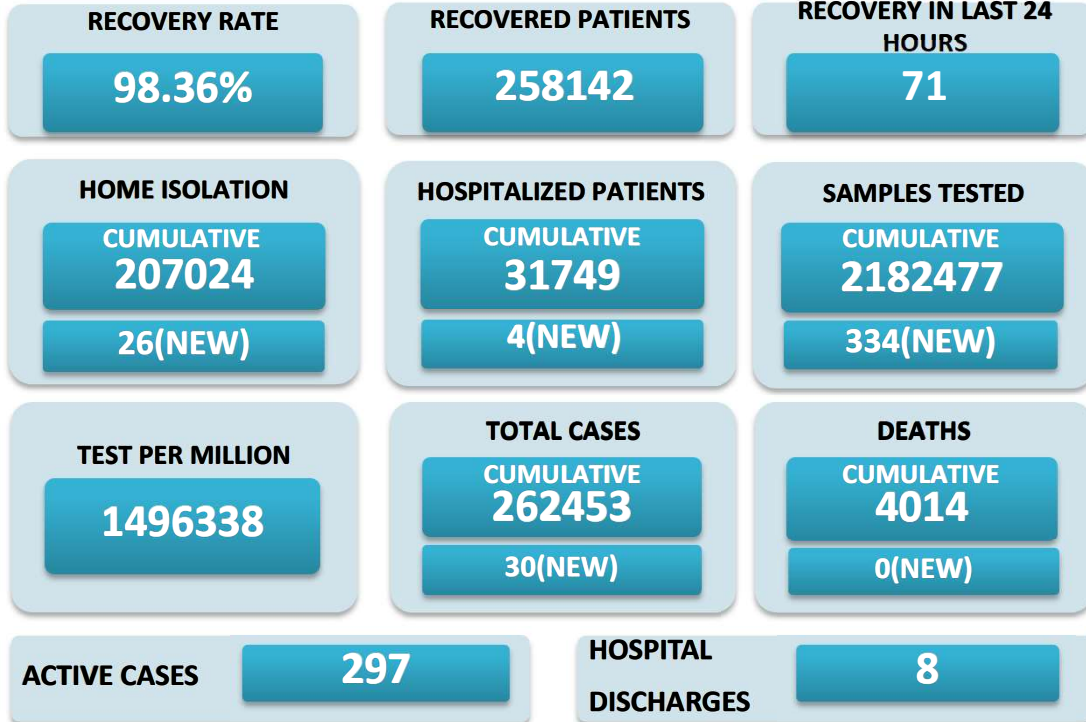 RECOVERY RATE
98.36%
RECOVERED PATIENTS
258142
RECOVERY IN LAST 24
HOURS
71
HOME ISOLATION
CUMULATIVE
207024
26(NEW)
HOSPITALIZED PATIENTS
CUMULATIVE
31749
4(NEW)
SAMPLES TESTED
CUMULATIVE
2182477
334(NEW)
TEST PER MILLION
1496338
TOTAL CASES
CUMULATIVE
262453
30(NEW)
DEATHS
CUMULATIVE
4014
0(NEW)
ACTIVE CASES
297
HOSPITAL
DISCHARGES
8